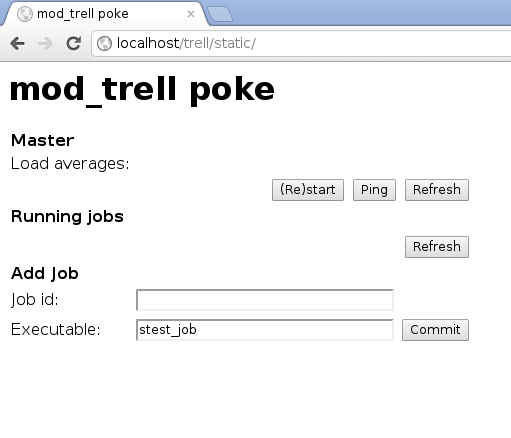 mod_trell poke
localhost/trell/static/
mod_trell poke
Master
Load averages:
(Re)start Ping Refresh
Running jobs
Refresh
Add Job
Job id:
Executable: stest_job Commit